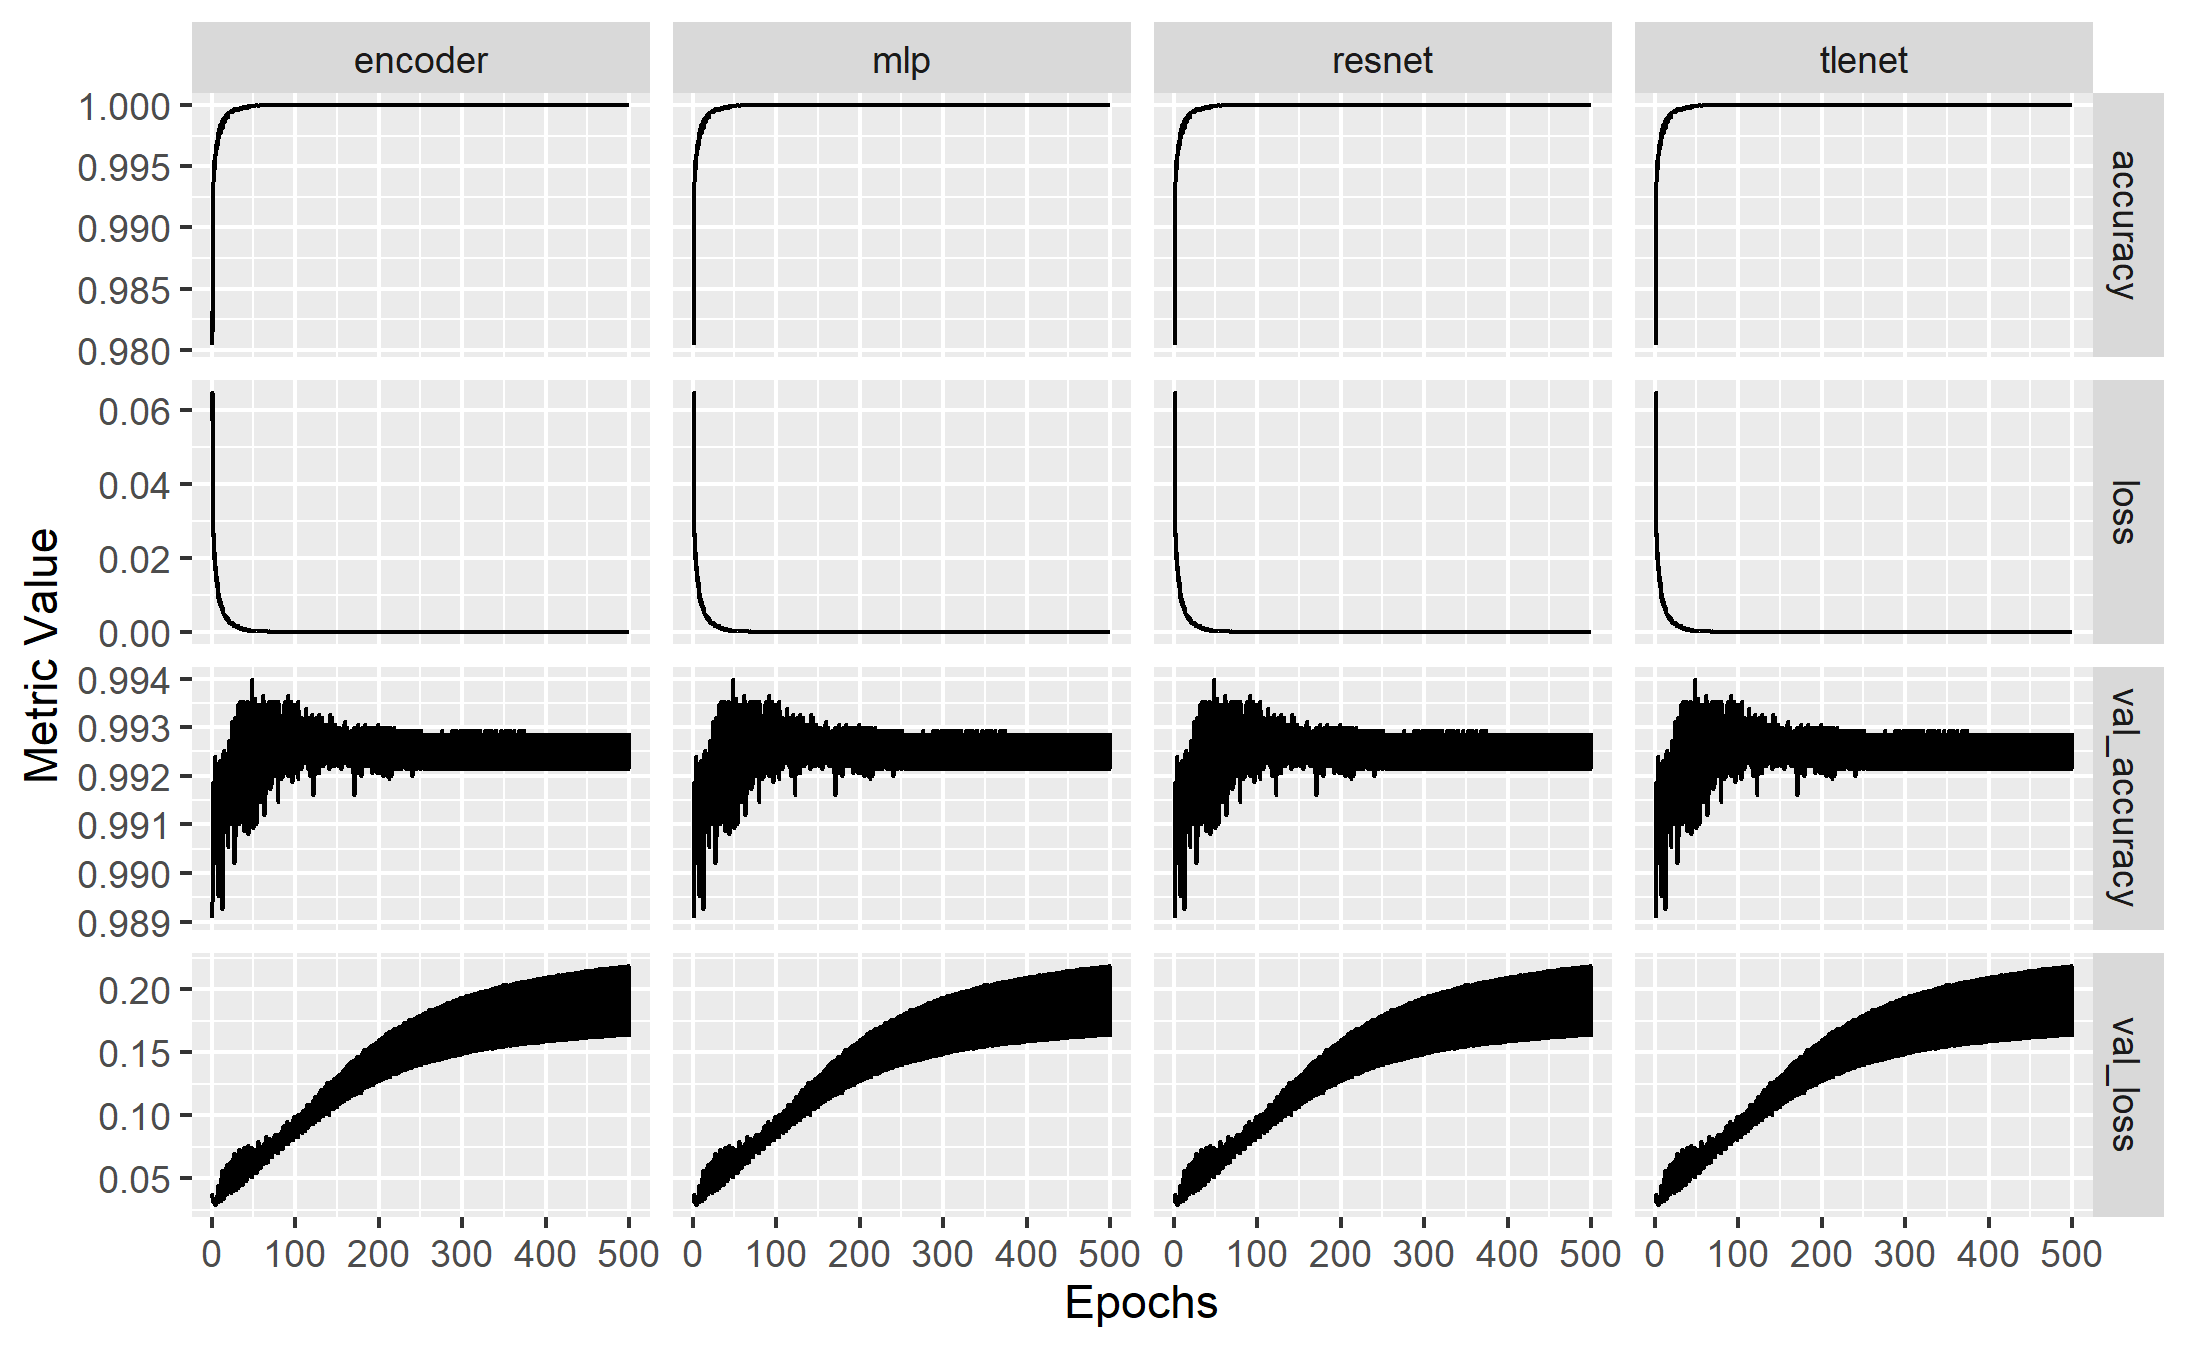 encoder mlp resnet tlenet
1.000
0.995
0.990
0.985
0.980
accuracy
0.06
0.04
0.02
0.00
loss
0.994
0.993
0.992
0.991
0.990
0.989
val_accuracy
0.20
0.15
0.10
0.05
val_loss
Metric Value
0 100 200 300 400 500 0 100 200 300 400 500 0 100 200 300 400 500 0 100 200 300 400 500
Epochs